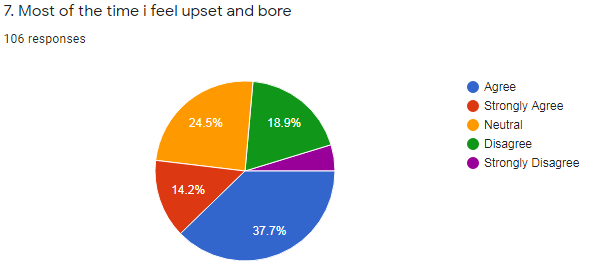 7. Most of the time i feel upset and bore
106 responses
Agree
Strongly Agree
Neutral
Disagree
Strongly Disagree
24.5%
18.9%
14.2%
37.7%